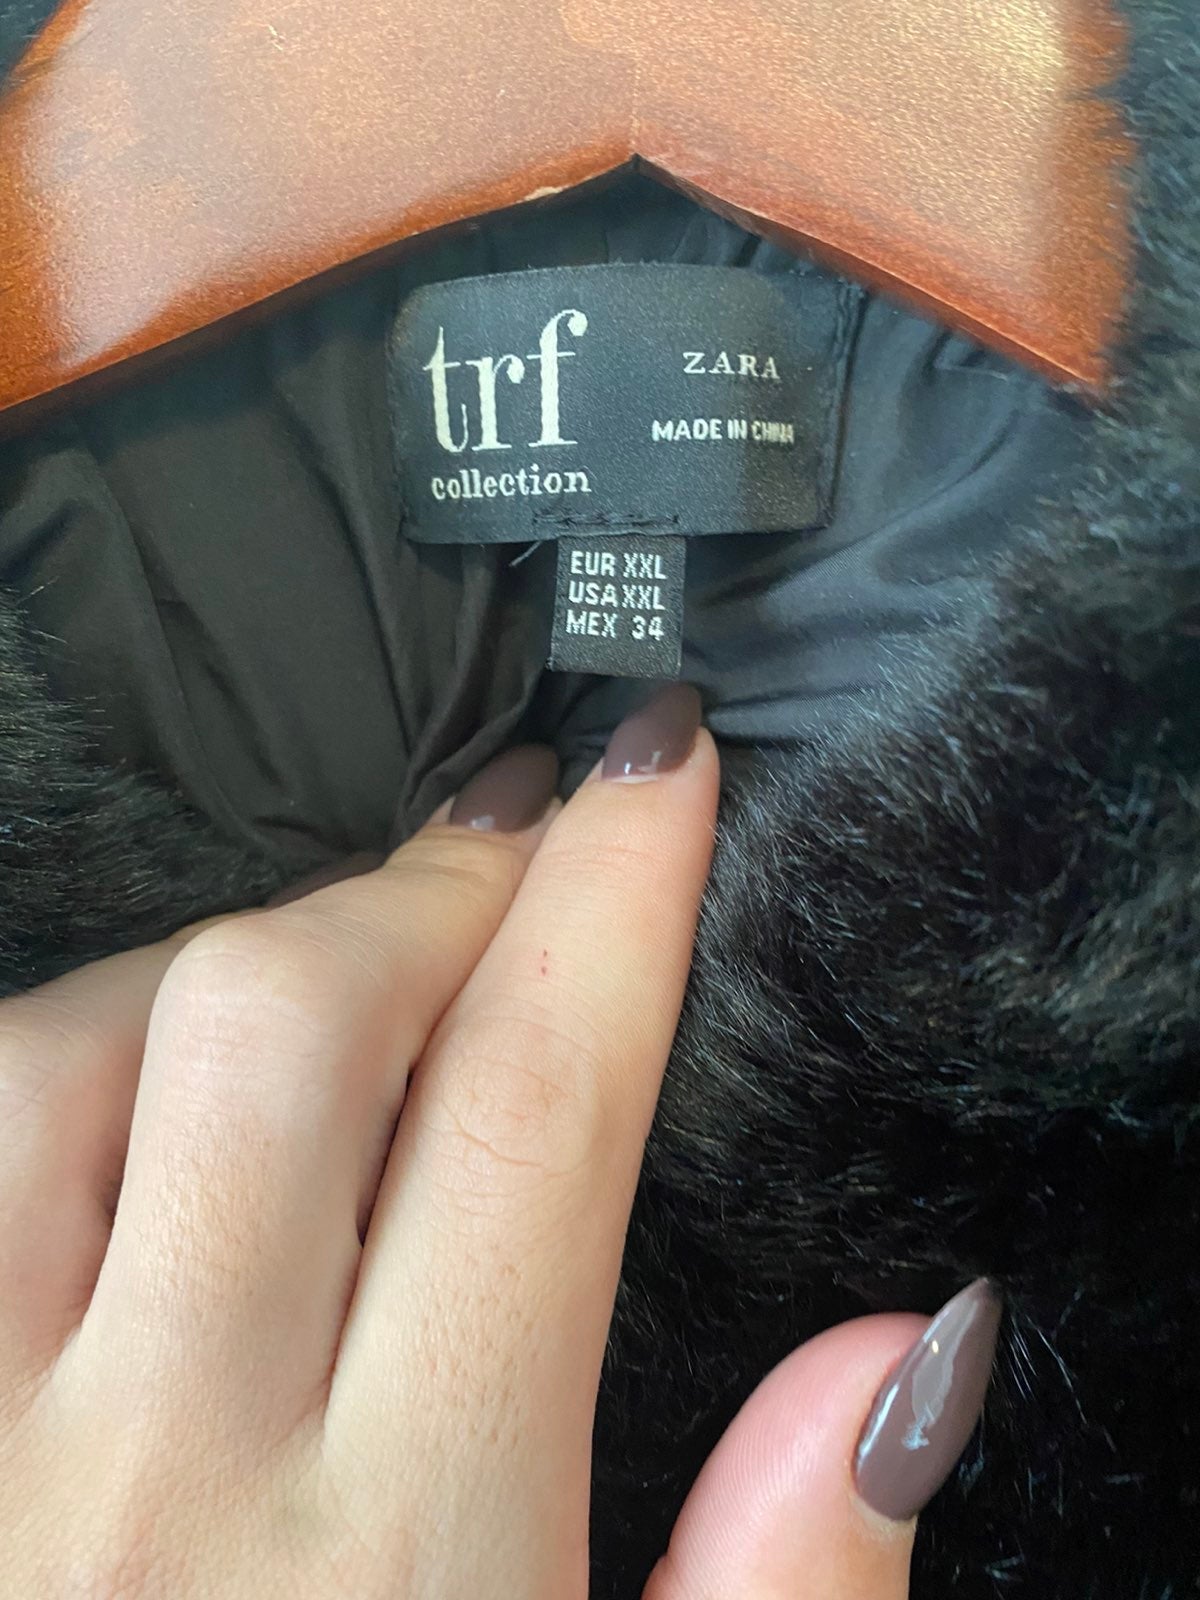 trf
collection
ZARA
MADE IN CHINA
EUR XXL
USA XXL
MEX 34